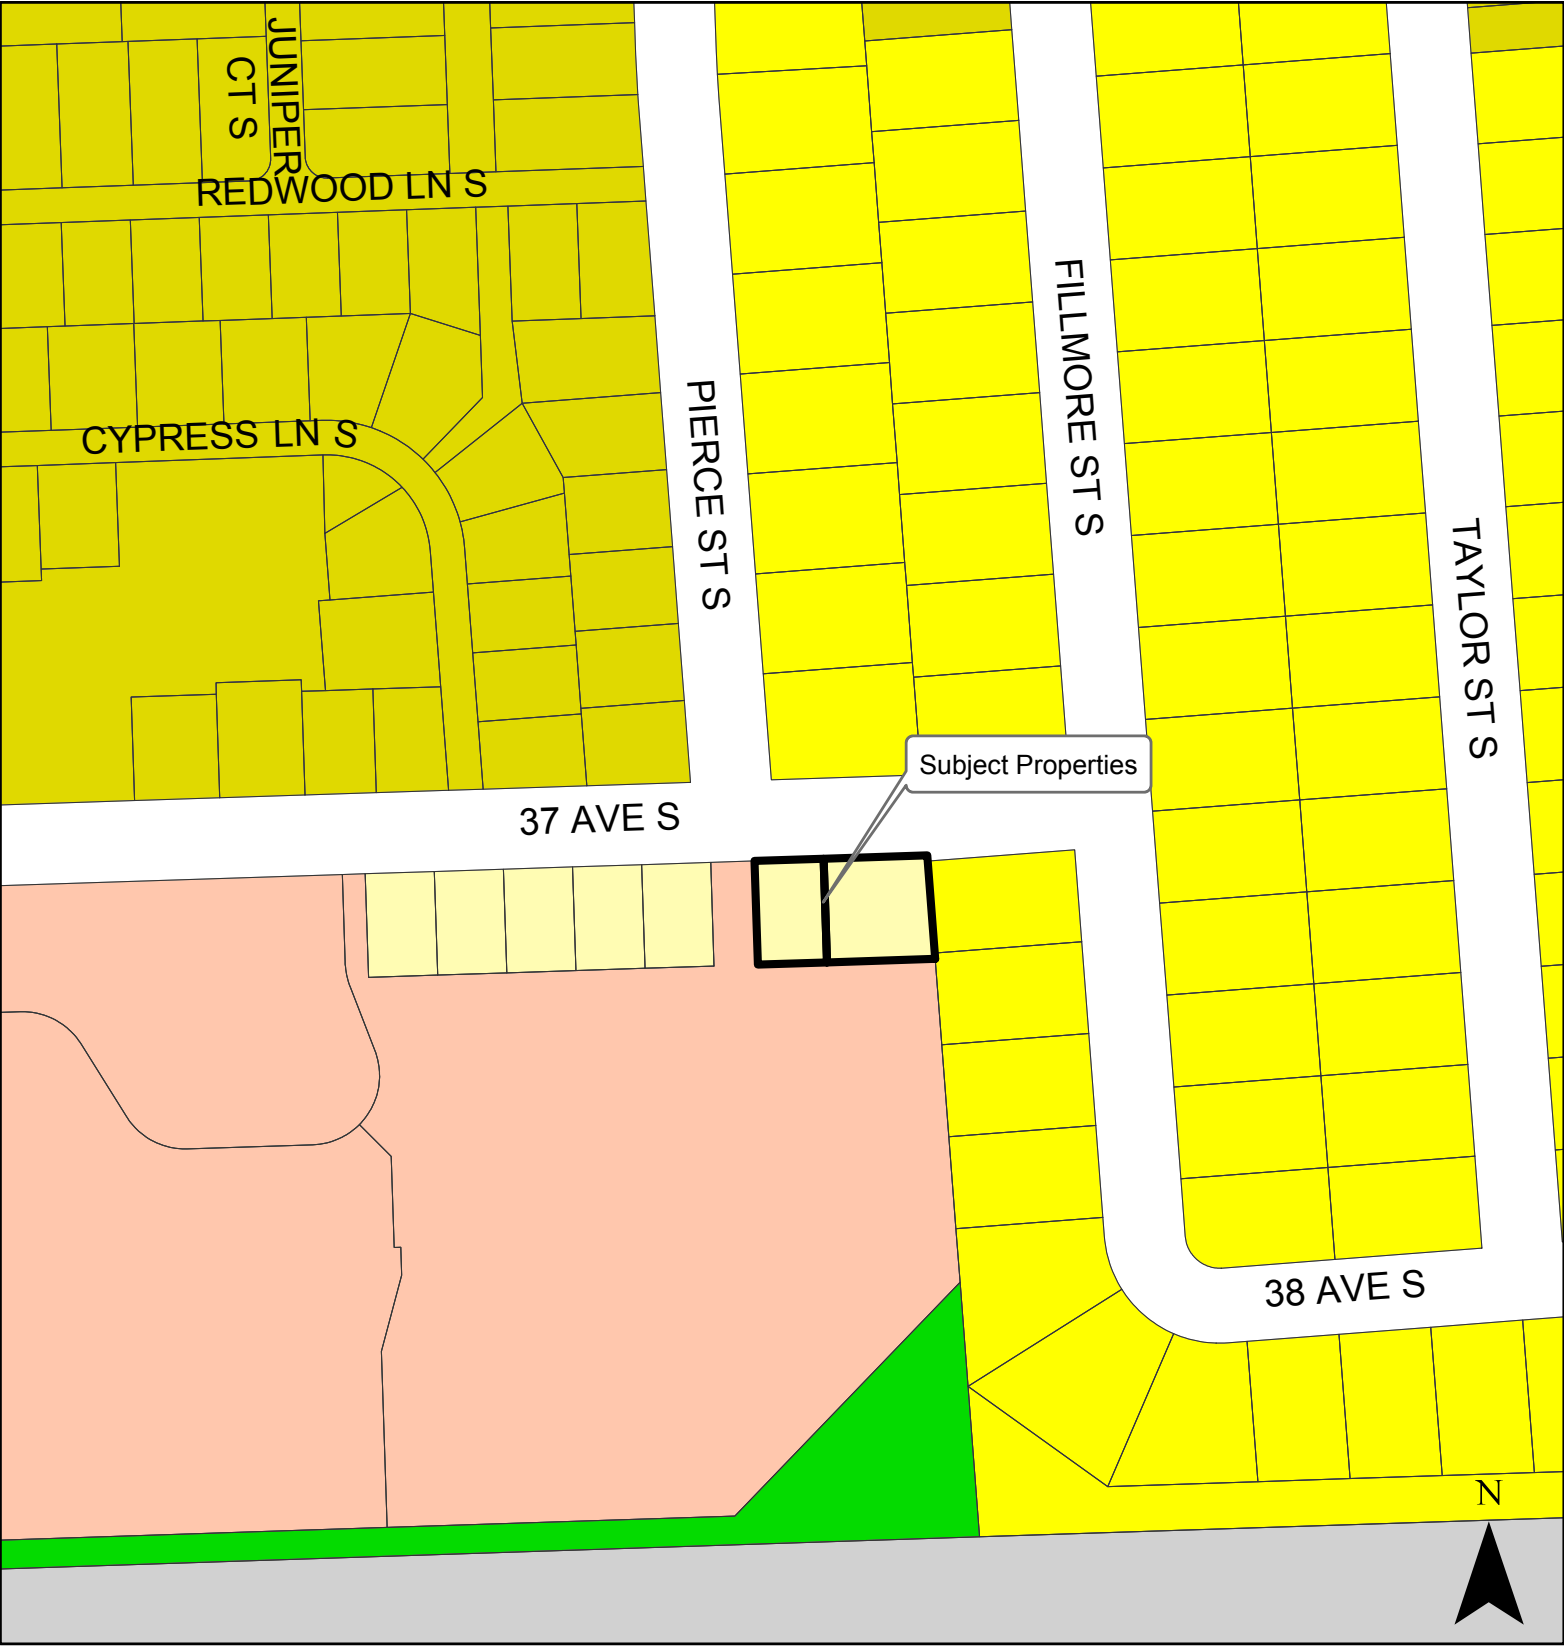 JUNIPER
CT S
REDWOOD LN S
CYPRESS LN S
PIERCE ST S
FILLMORE ST S
TAYLOR ST S
Subject Properties
37 AVE S
38 AVE S
N